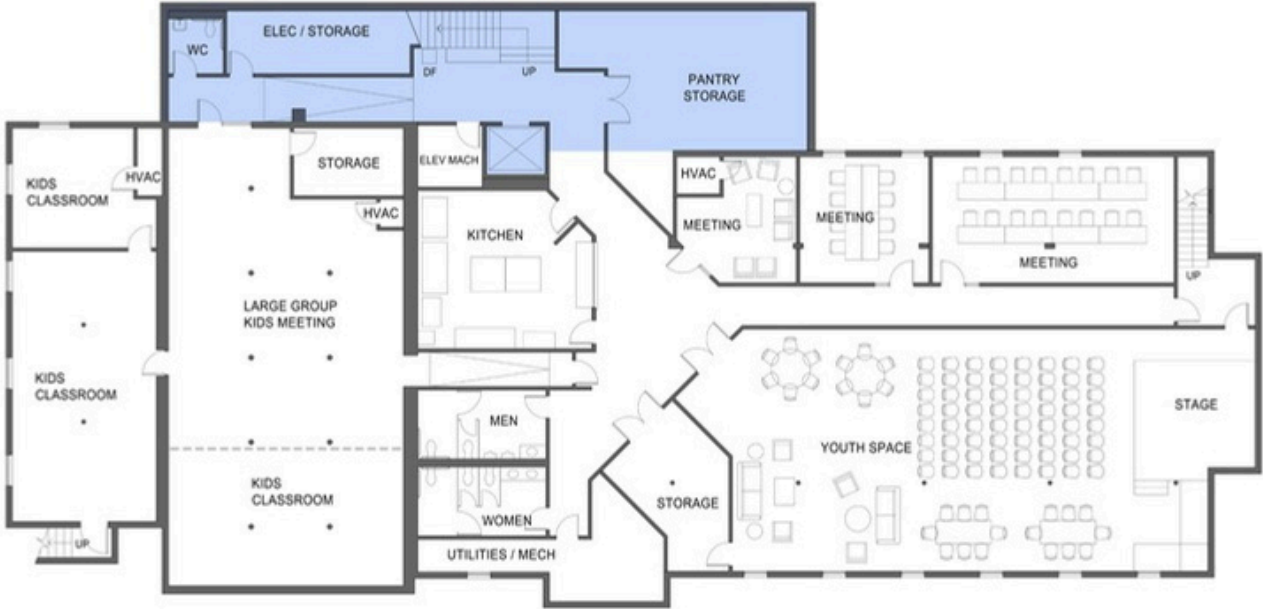 WC
ELEC / STORAGE
DF
UP
PANTRY
STORAGE
KIDS
CLASSROOM
HVAC
STORAGE
HVAC
ELEV MACH
KITCHEN
HVAC
MEETING
MEETING
MEETING
UP
LARGE GROUP
KIDS MEETING
KIDS
CLASSROOM
MEN
STAGE
YOUTH SPACE
KIDS
CLASSROOM
WOMEN
STORAGE
UP
UTILITIES / MECH